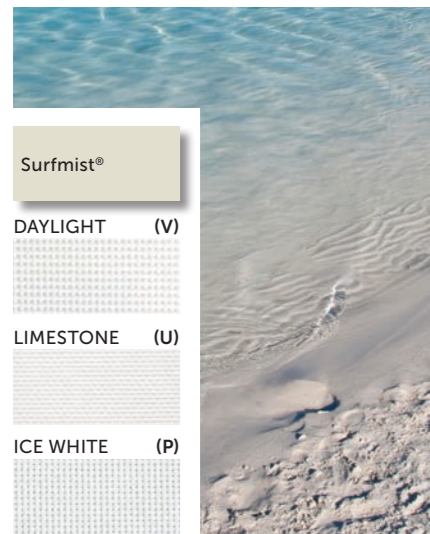 Surfmist®
DAYLIGHT (V)
LIMESTONE (U)
ICE WHITE (P)